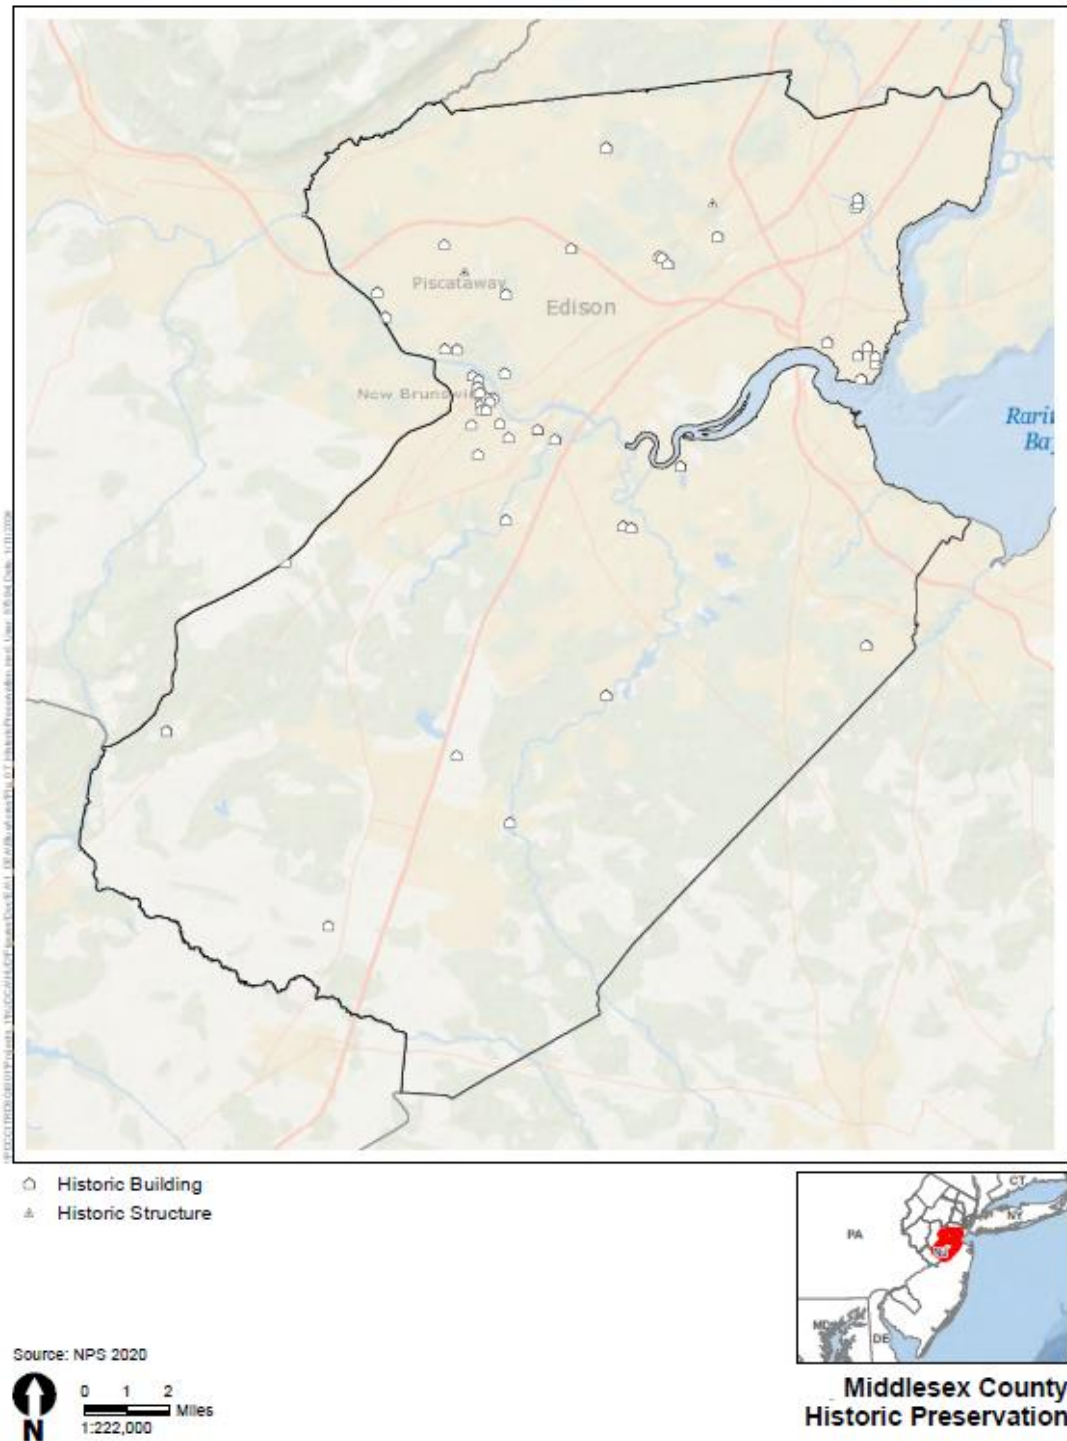 Piscataway
Edison
New Brunswick
Rarit
Bay
Historic Building
Historic Structure
PA
CT
NY
NJ
MD
DE
Source: NPS 2020
0 1 2
Miles
1:222,000
N
Middlesex County
Historic Preservation